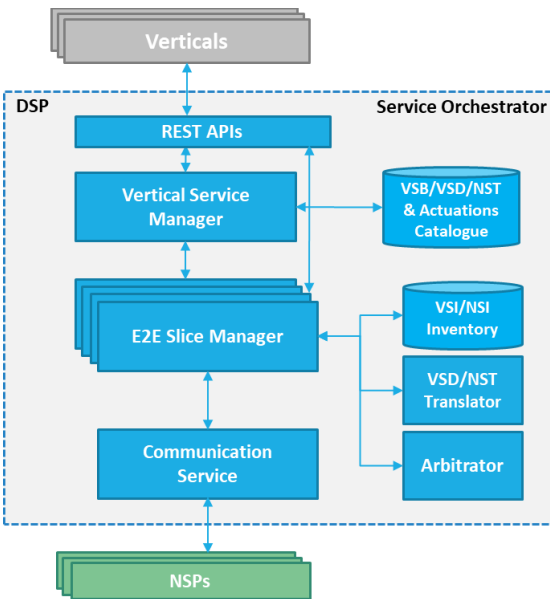 Verticals
DSP
Service Orchestrator
REST APIs
Vertical Service
Manager
VSB/VSD/NST
& Actuations
Catalogue
E2E Slice Manager
VSI/NSI
Inventory
VSD/NST
Translator
Communication
Service
Arbitrator
NSPs